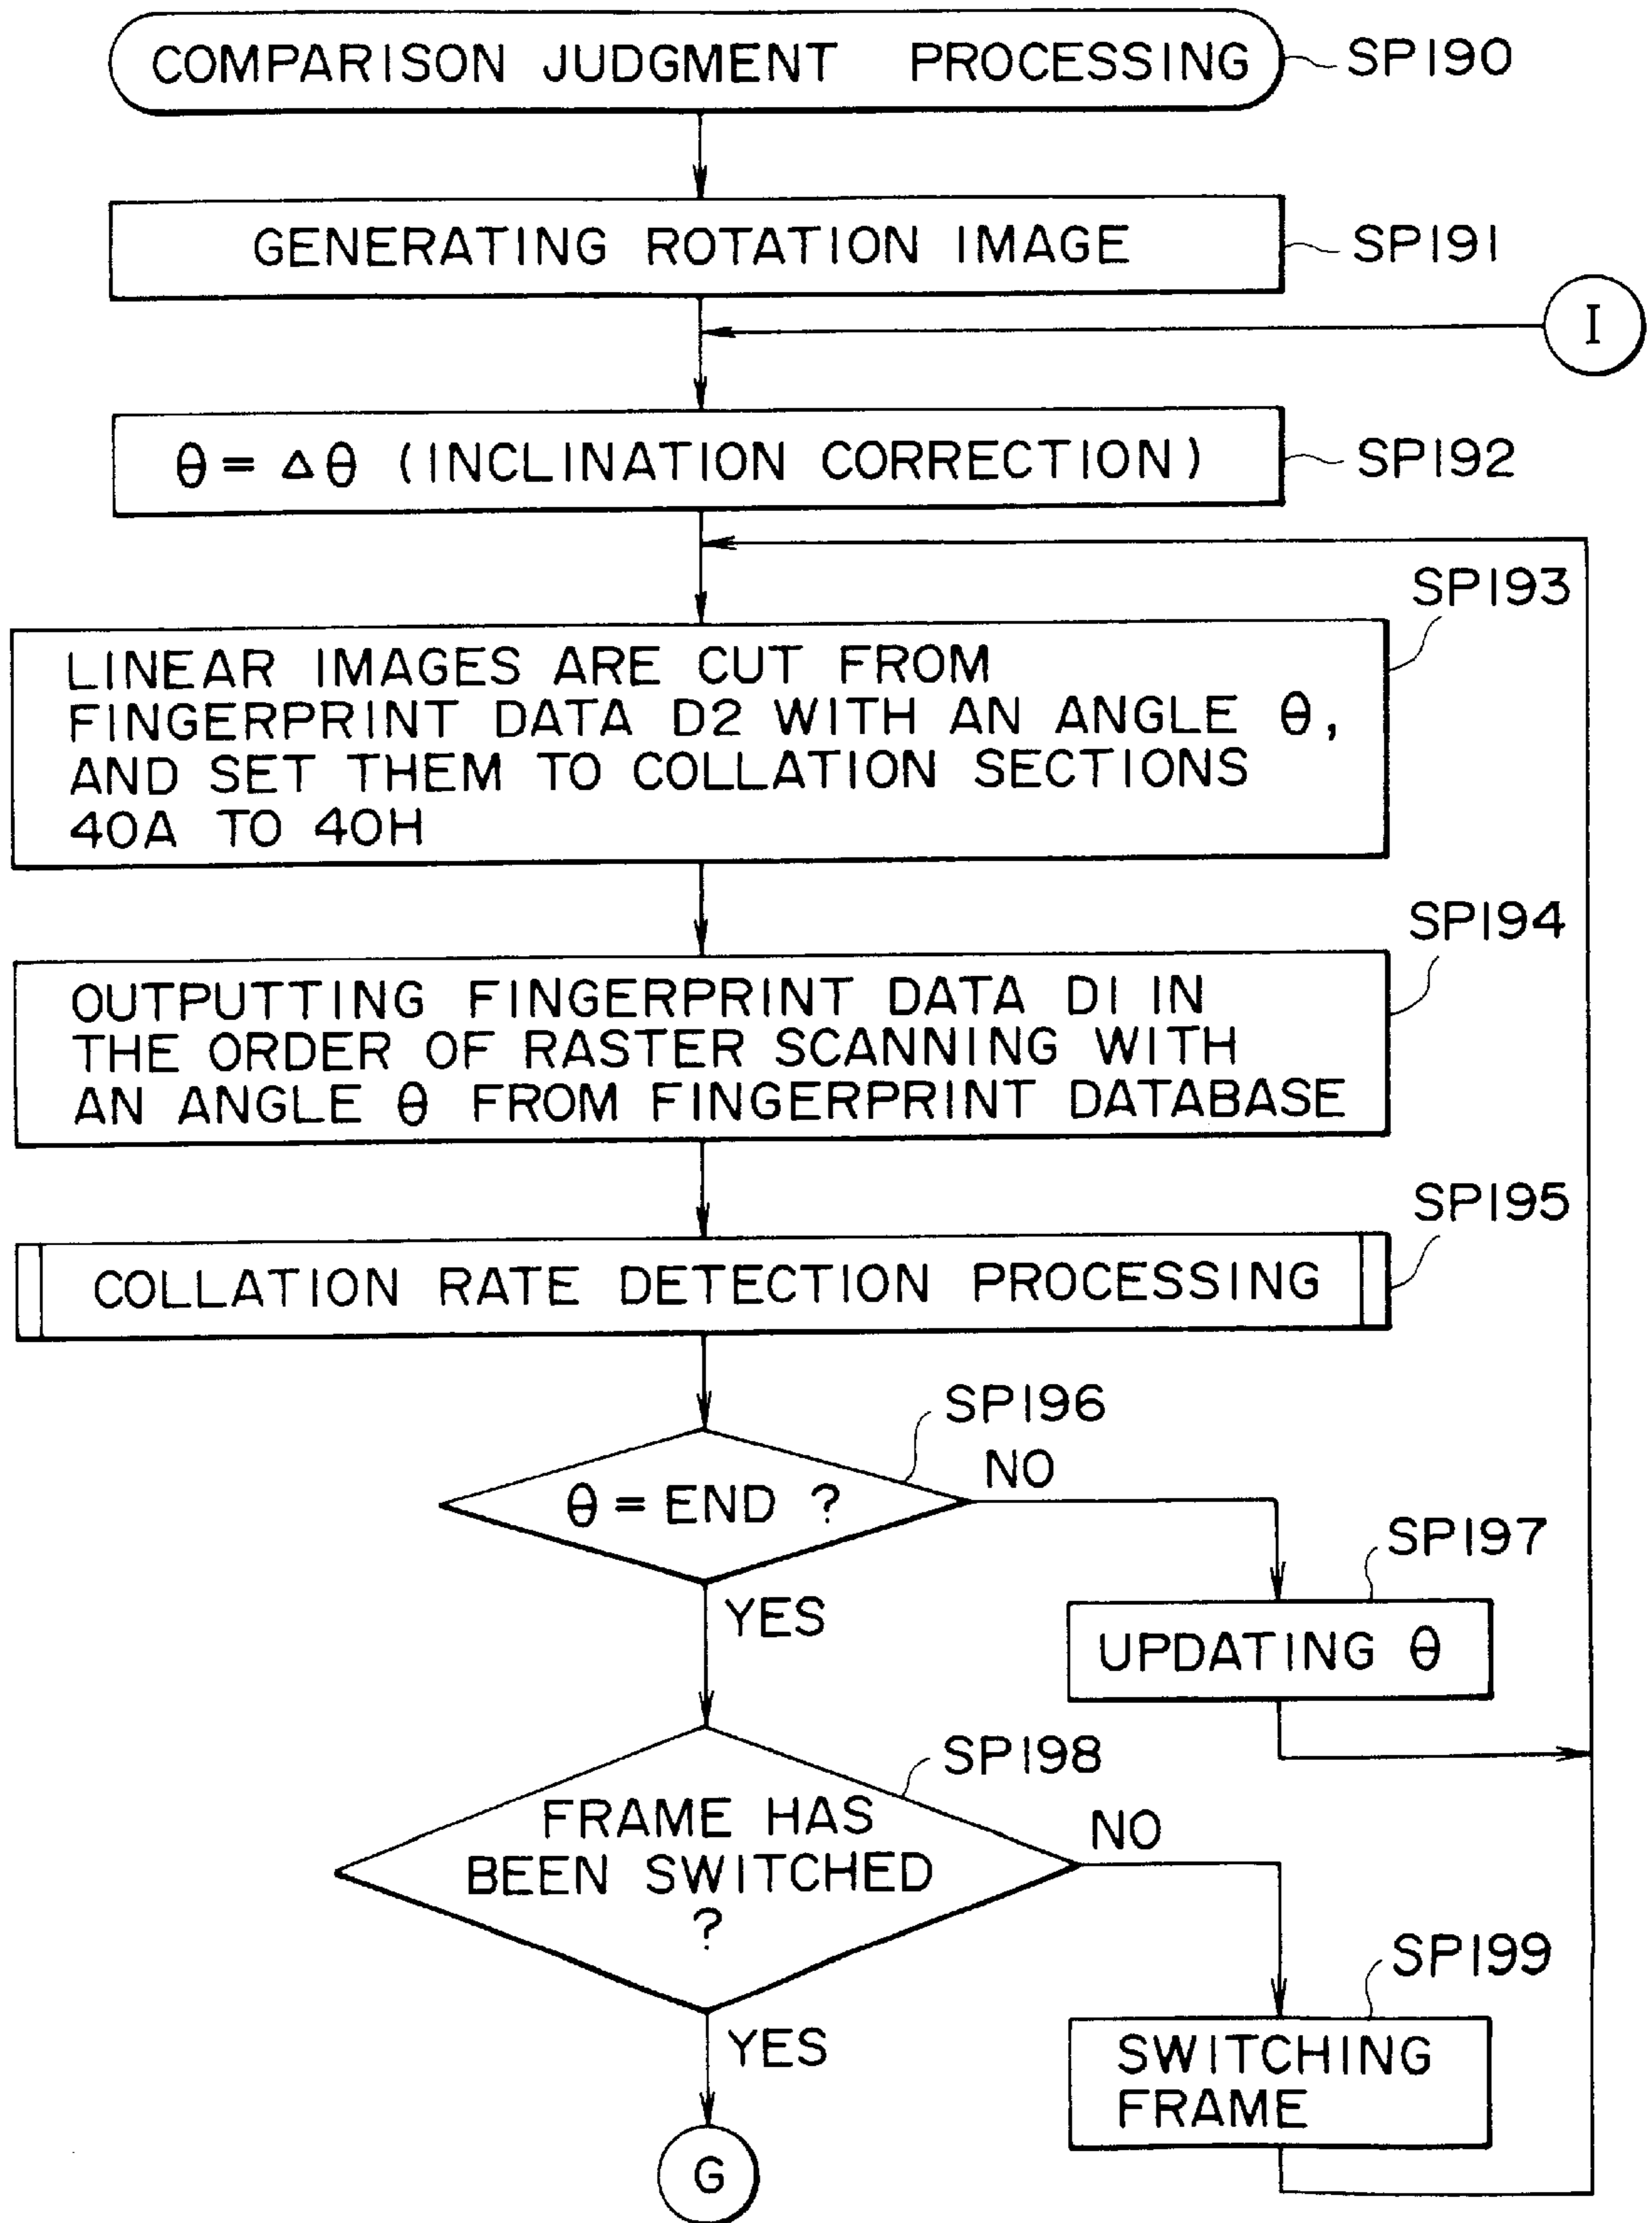 COMPARISON JUDGMENT PROCESSING
SP190
GENERATING ROTATION IMAGE
SP191
I
θ = Δθ (INCLINATION CORRECTION)
SP192
SP193
LINEAR IMAGES ARE CUT FROM
FINGERPRINT DATA D2 WITH AN ANGLE θ,
AND SET THEM TO COLLATION SECTIONS
40A TO 40H
SP194
OUTPUTTING FINGERPRINT DATA D1 IN
THE ORDER OF RASTER SCANNING WITH
AN ANGLE θ FROM FINGERPRINT DATABASE
SP195
COLLATION RATE DETECTION PROCESSING
SP196
θ = END ?
NO
YES
SP197
UPDATING θ
SP198
FRAME HAS
BEEN SWITCHED
?
NO
YES
SP199
SWITCHING
FRAME
G